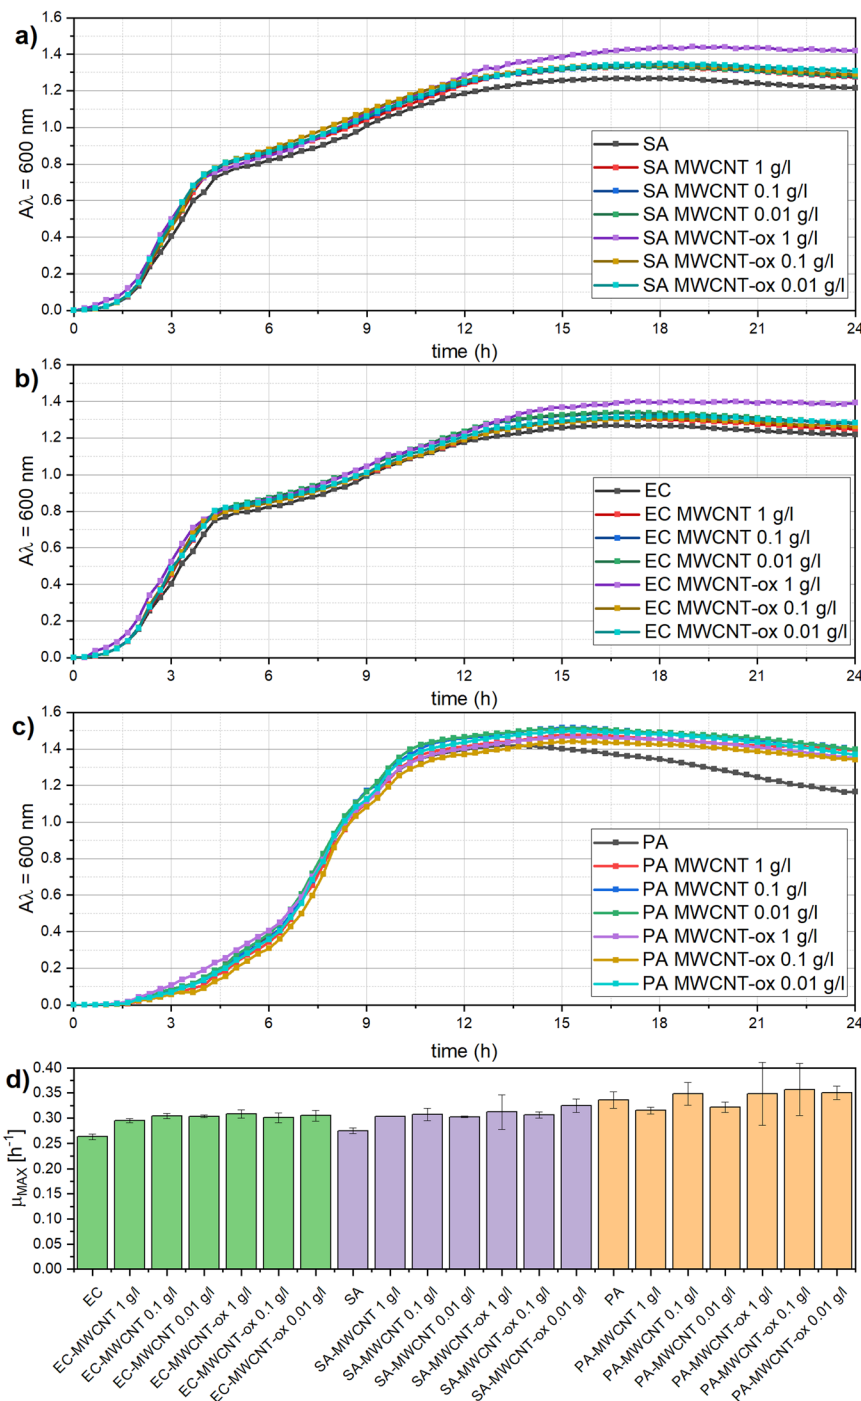 a)
1.6
1.4
1.2
1.0
0.8
0.6
0.4
0.2
0.0
Aλ = 600 nm
SA
SA MWCNT 1 g/l
SA MWCNT 0.1 g/l
SA MWCNT 0.01 g/l
SA MWCNT-ox 1 g/l
SA MWCNT-ox 0.1 g/l
SA MWCNT-ox 0.01 g/l
0 3 6 9 12 15 18 21 24
time (h)
b)
1.6
1.4
1.2
1.0
0.8
0.6
0.4
0.2
0.0
Aλ = 600 nm
EC
EC MWCNT 1 g/l
EC MWCNT 0.1 g/l
EC MWCNT 0.01 g/l
EC MWCNT-ox 1 g/l
EC MWCNT-ox 0.1 g/l
EC MWCNT-ox 0.01 g/l
0 3 6 9 12 15 18 21 24
time (h)
c)
1.6
1.4
1.2
1.0
0.8
0.6
0.4
0.2
0.0
Aλ = 600 nm
PA
PA MWCNT 1 g/l
PA MWCNT 0.1 g/l
PA MWCNT 0.01 g/l
PA MWCNT-ox 1 g/l
PA MWCNT-ox 0.1 g/l
PA MWCNT-ox 0.01 g/l
0 3 6 9 12 15 18 21 24
time (h)
d)
0.40
0.35
0.30
0.25
0.20
0.15
0.10
0.05
0.00
μMAX [h⁻¹]
EC
EC-MWCNT 1 g/l
EC-MWCNT 0.1 g/l
EC-MWCNT 0.01 g/l
EC-MWCNT-ox 1 g/l
EC-MWCNT-ox 0.1 g/l
EC-MWCNT-ox 0.01 g/l
SA
SA-MWCNT 1 g/l
SA-MWCNT 0.1 g/l
SA-MWCNT 0.01 g/l
SA-MWCNT-ox 1 g/l
SA-MWCNT-ox 0.1 g/l
SA-MWCNT-ox 0.01 g/l
PA
PA-MWCNT 1 g/l
PA-MWCNT 0.1 g/l
PA-MWCNT 0.01 g/l
PA-MWCNT-ox 1 g/l
PA-MWCNT-ox 0.1 g/l
PA-MWCNT-ox 0.01 g/l